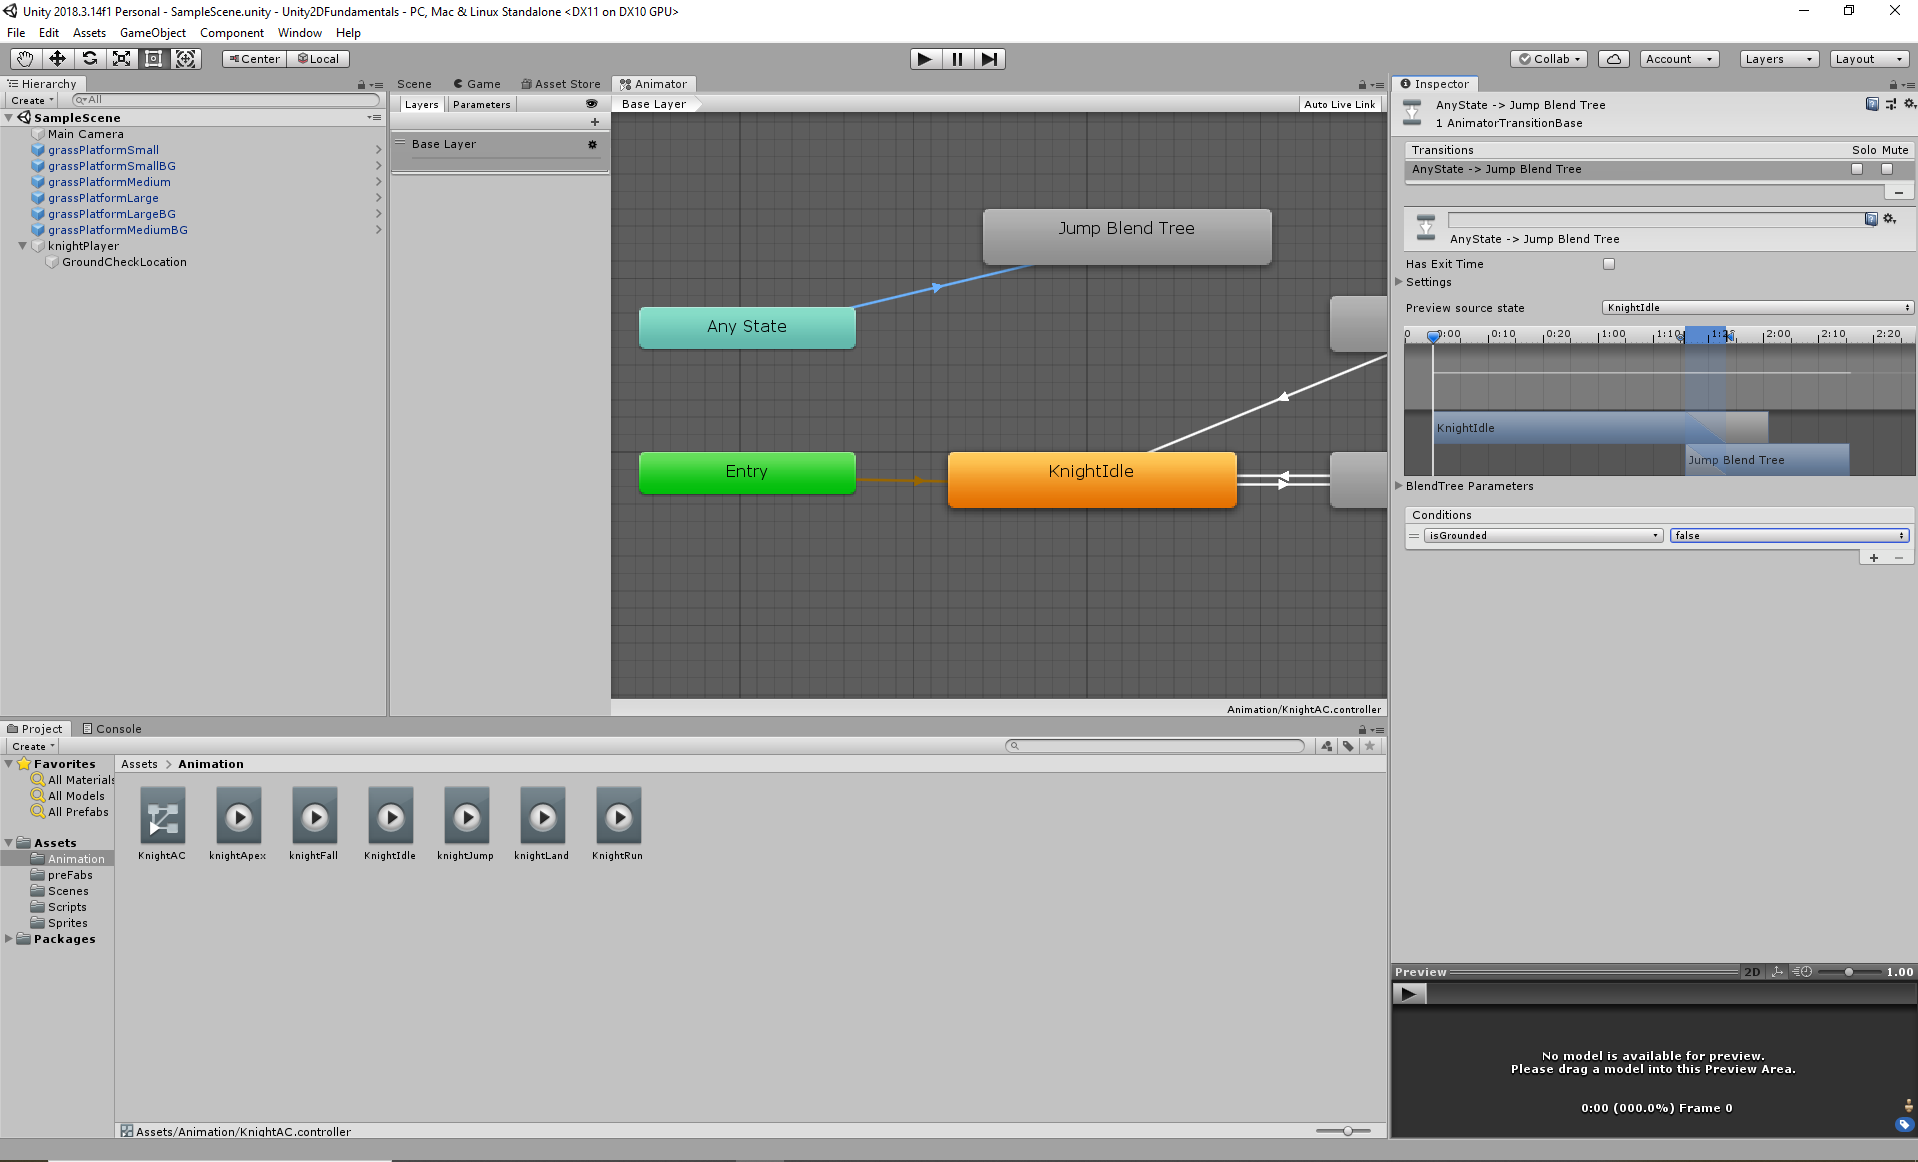 Unity 2018.3.14f1 Personal - SampleScene.unity - Unity2DFundamentals - PC, Mac & Linux Standalone <DX11 on DX10 GPU>
File Edit Assets GameObject Component Window Help
Center Local
Collab Account Layers Layout
Hierarchy
Create All
SampleScene
Main Camera
grassPlatformSmall
grassPlatformSmallBG
grassPlatformMedium
grassPlatformLarge
grassPlatformLargeBG
grassPlatformMediumBG
knightPlayer
GroundCheckLocation
Scene Game Asset Store Animator
Layers Parameters
Base Layer
Base Layer Auto Live Link
Jump Blend Tree
Any State
Entry
KnightIdle
Animation/KnightAC.controller
Inspector
AnyState -> Jump Blend Tree
1 AnimatorTransitionBase
Transitions Solo Mute
AnyState -> Jump Blend Tree
AnyState -> Jump Blend Tree
Has Exit Time
Settings
Preview source state KnightIdle
0:00 0:10 0:20 1:00 1:10 2:00 2:10 2:20
KnightIdle
Jump Blend Tree
BlendTree Parameters
Conditions
isGrounded false
Preview 2D 1.00
No model is available for preview.
Please drag a model into this Preview Area.
0:00 (000.0%) Frame 0
Project Console
Create
Favorites
All Materials
All Models
All Prefabs
Assets
Animation
preFabs
Scenes
Scripts
Sprites
Packages
Assets > Animation
KnightAC knightApex knightFall KnightIdle knightJump knightLand KnightRun
Assets/Animation/KnightAC.controller